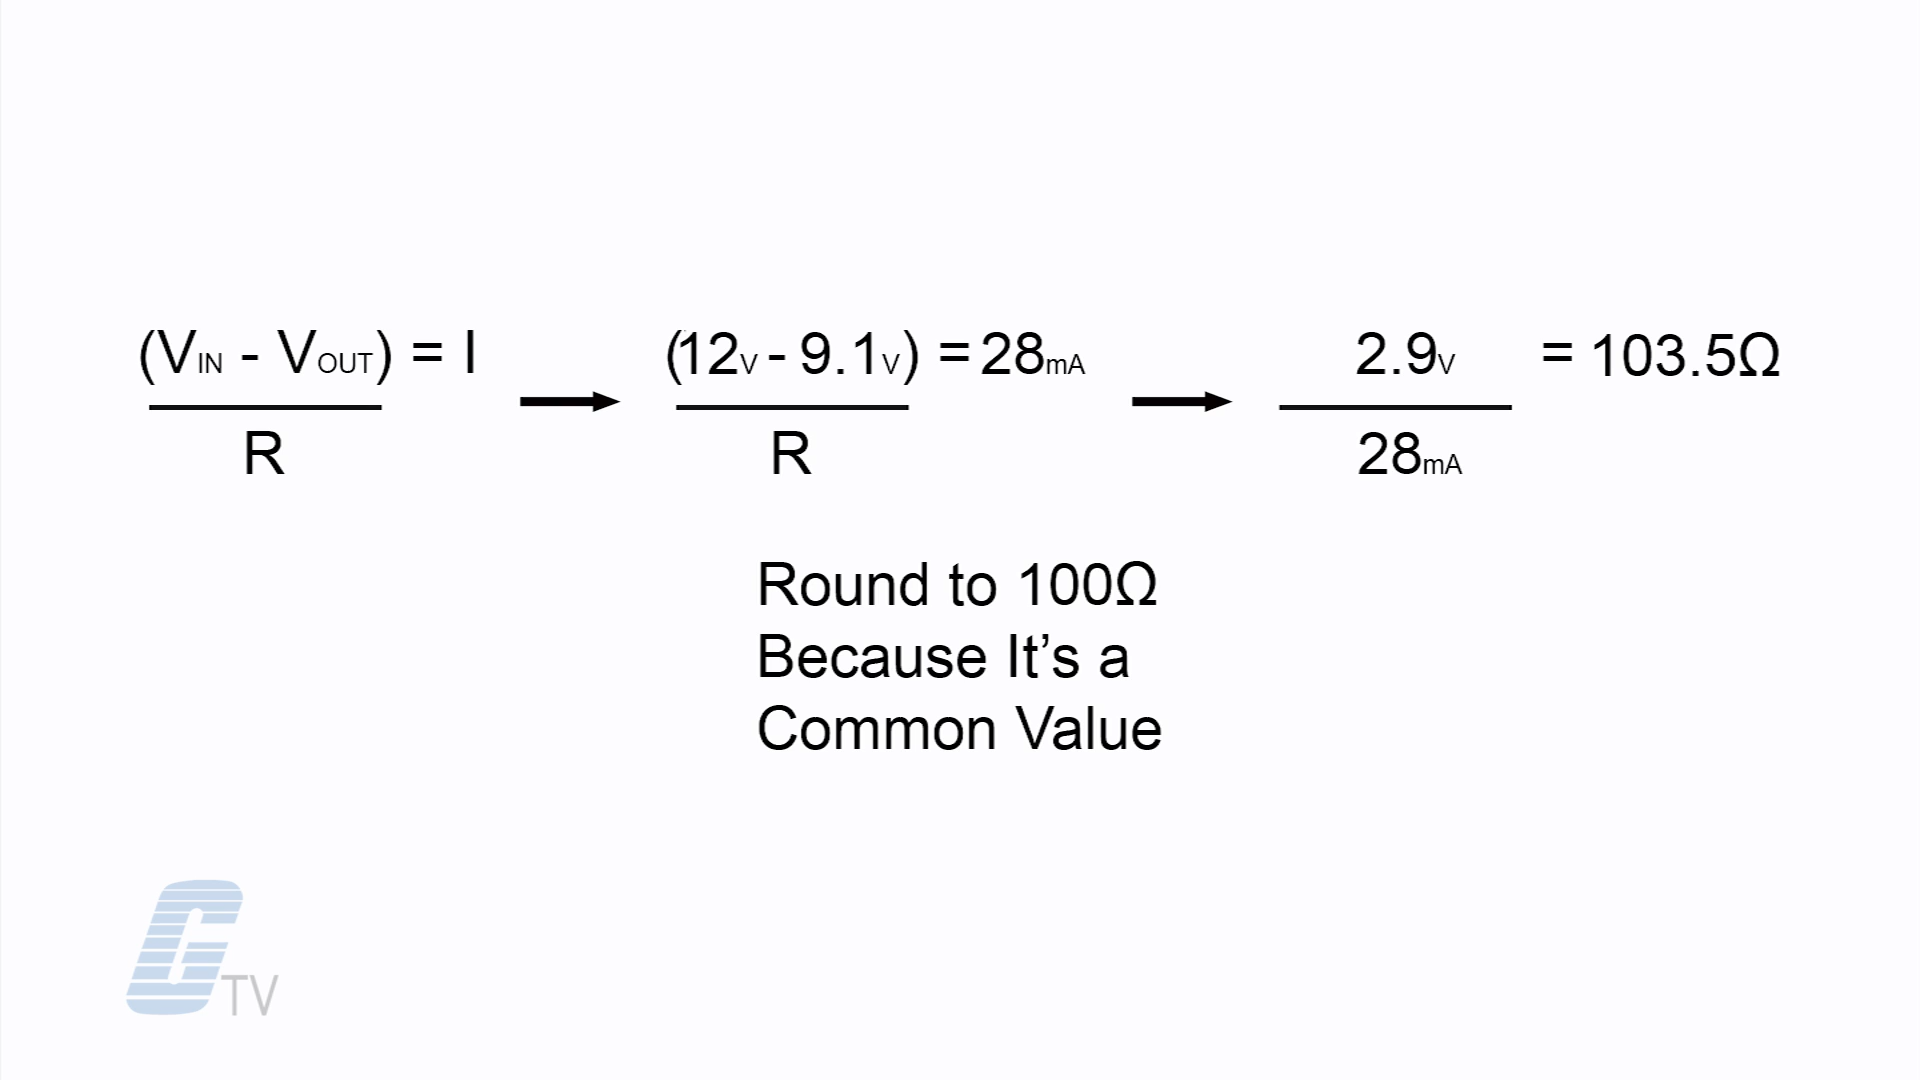 (VIN - VOUT) = I
R
(12V - 9.1V) = 28mA
R
2.9V = 103.5Ω
28mA
Round to 100Ω
Because It's a
Common Value
C TV